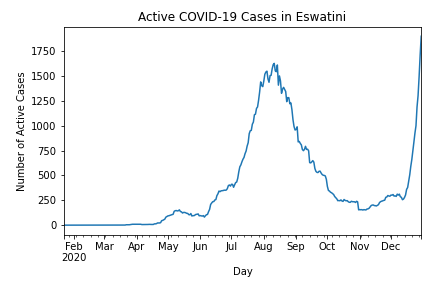 Active COVID-19 Cases in Eswatini
Number of Active Cases
1750
1500
1250
1000
750
500
250
0
Feb Mar Apr May Jun Jul Aug Sep Oct Nov Dec
2020
Day